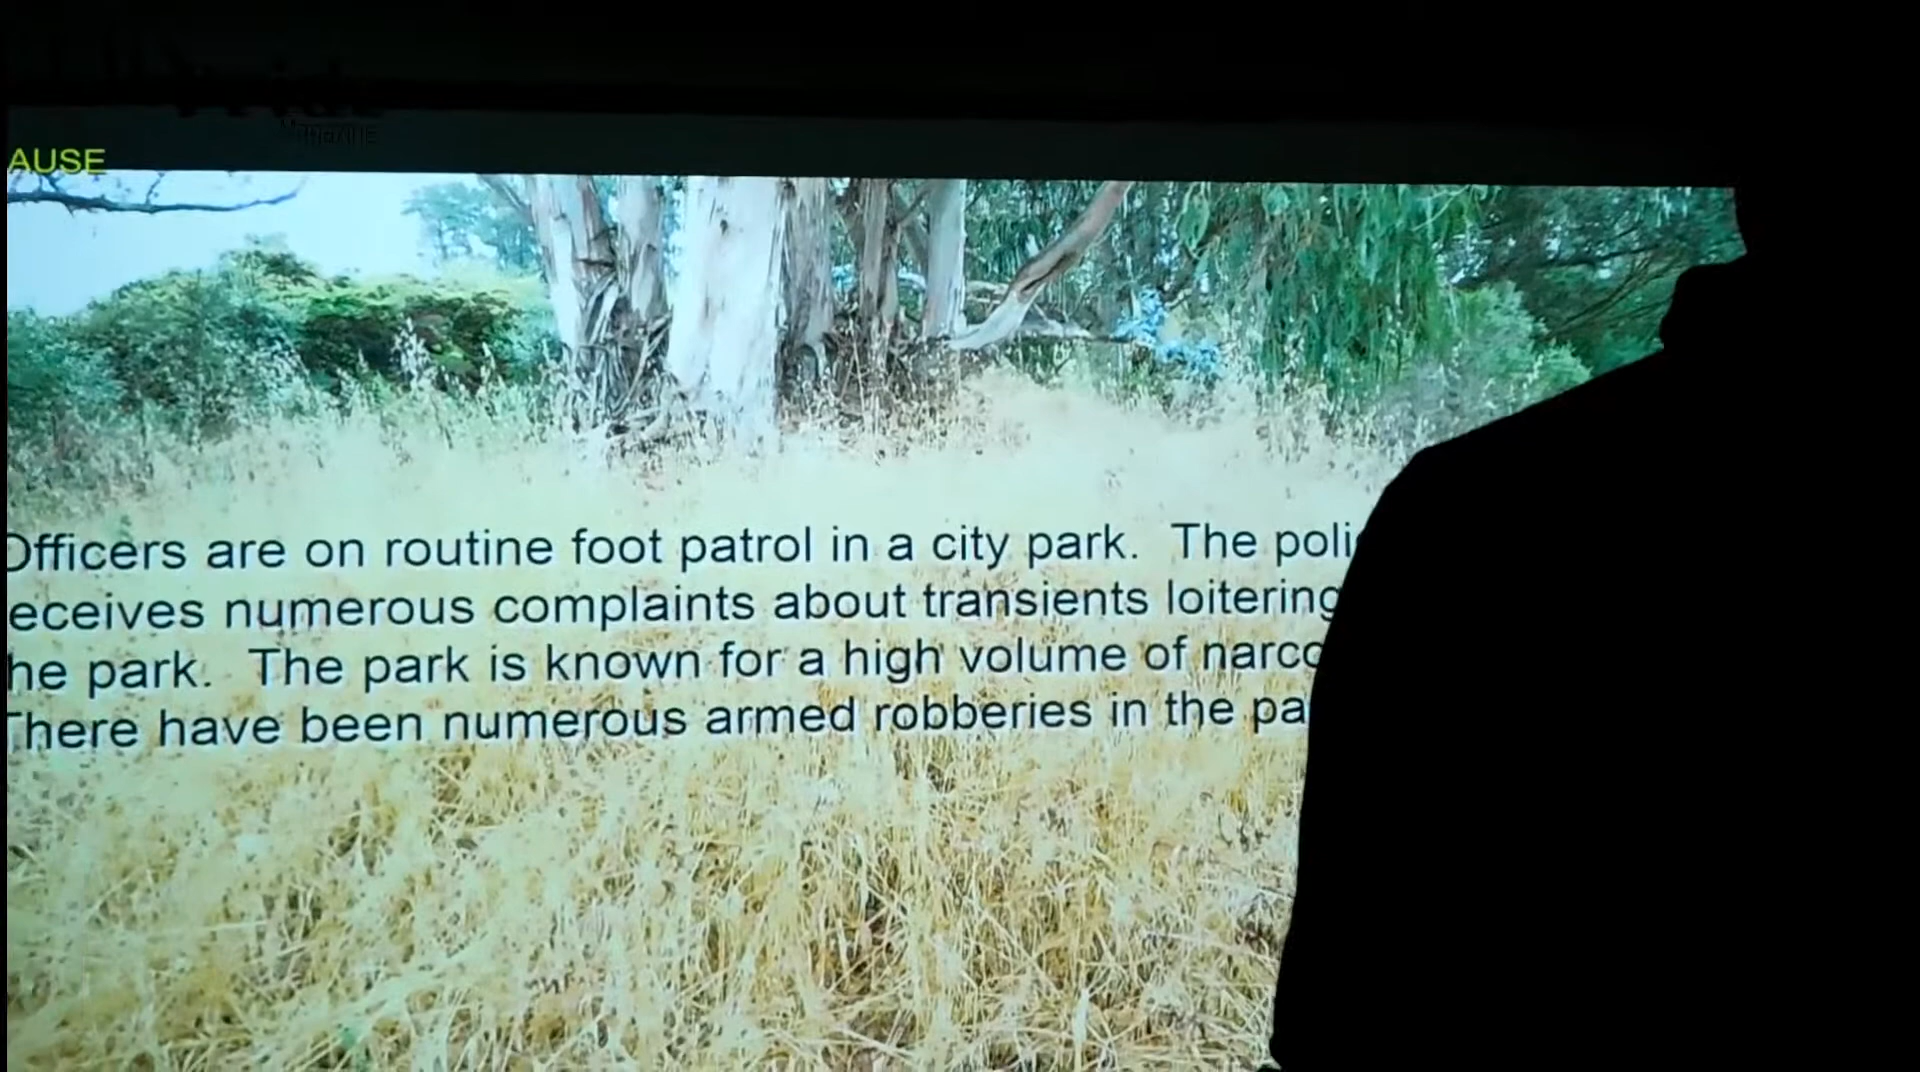 AUSE
Officers are on routine foot patrol in a city park. The poli
eceives numerous complaints about transients loitering
he park. The park is known for a high volume of narco
There have been numerous armed robberies in the pa